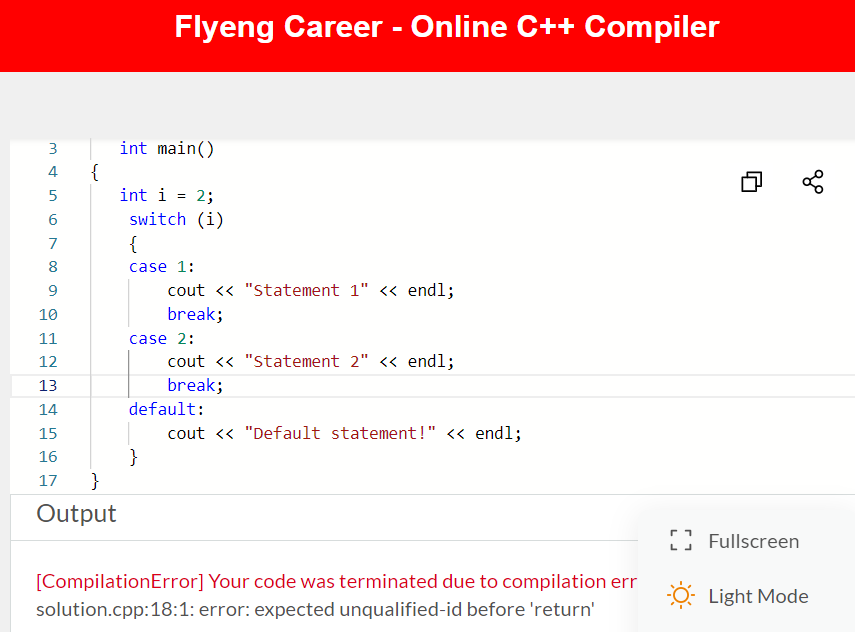 Flyeng Career - Online C++ Compiler
3 int main()
4 {
5 int i = 2;
6 switch (i)
7 {
8 case 1:
9 cout << "Statement 1" << endl;
10 break;
11 case 2:
12 cout << "Statement 2" << endl;
13 break;
14 default:
15 cout << "Default statement!" << endl;
16 }
17 }
Output
[CompilationError] Your code was terminated due to compilation err
solution.cpp:18:1: error: expected unqualified-id before 'return'
Fullscreen
Light Mode